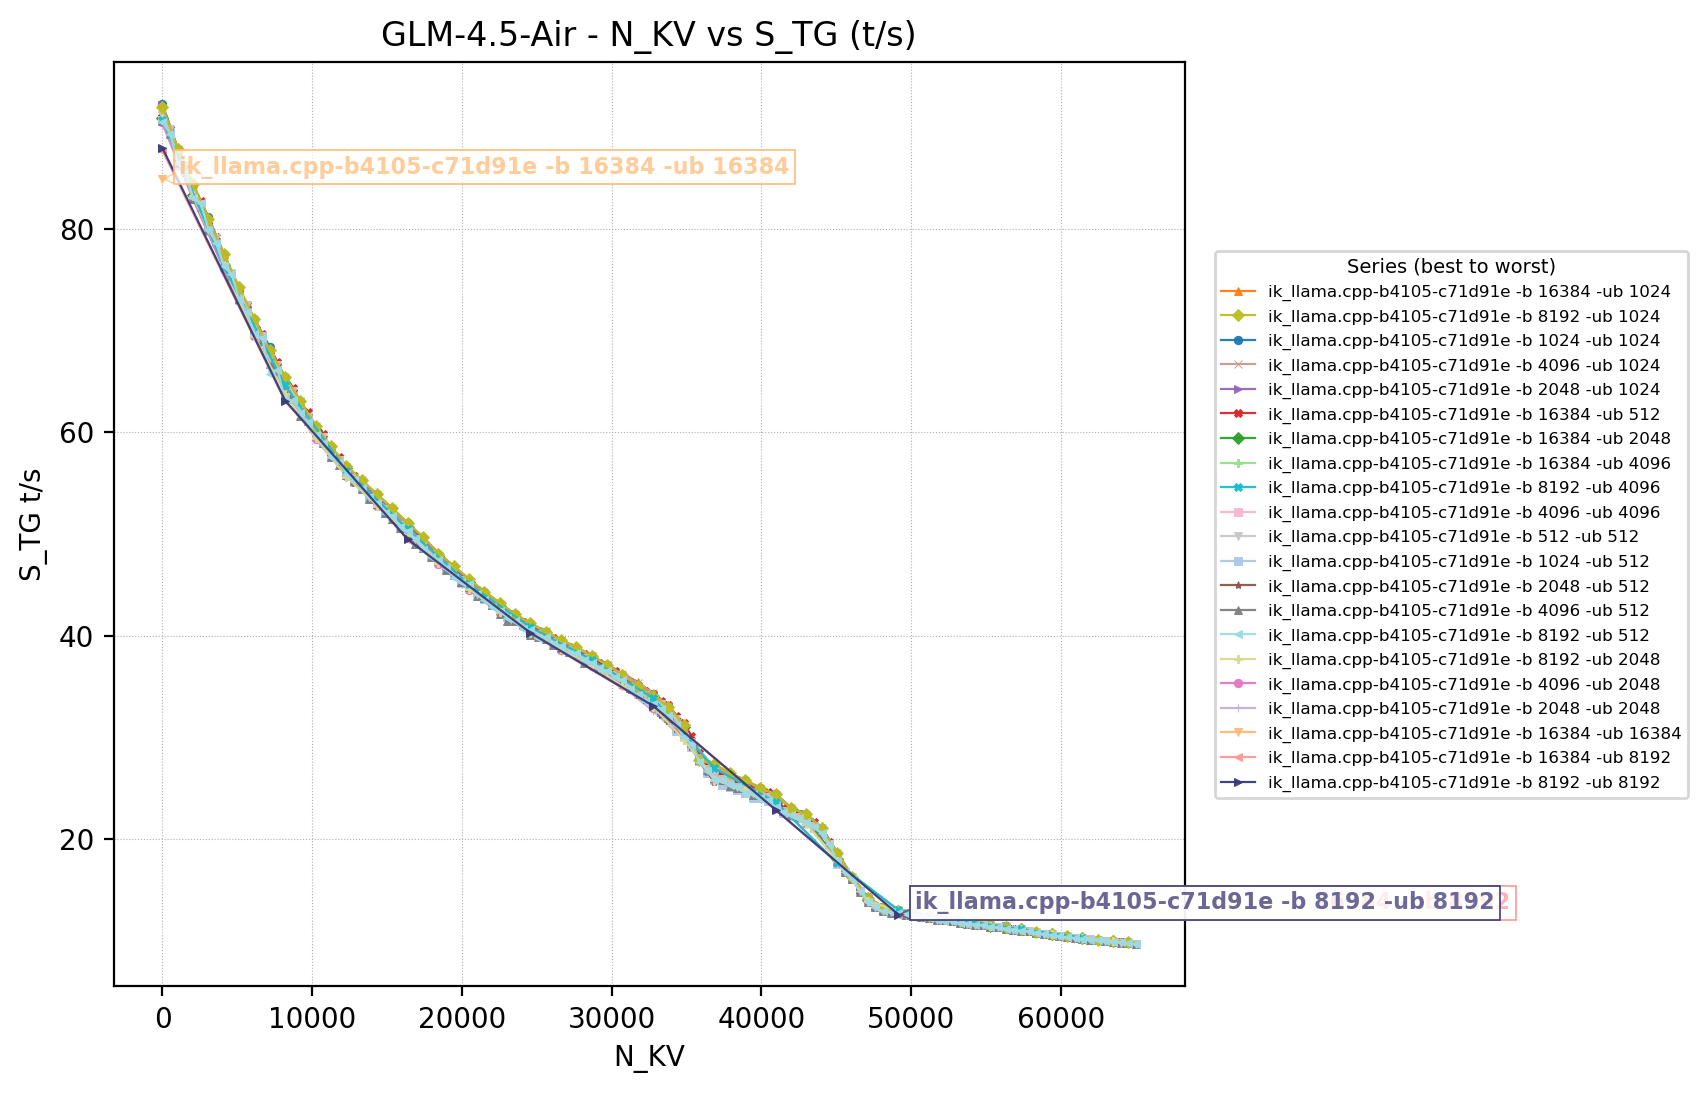 GLM-4.5-Air - N_KV vs S_TG (t/s)
ik_llama.cpp-b4105-c71d91e -b 16384 -ub 16384
80
60
40
20
S_TG t/s
Series (best to worst)
ik_llama.cpp-b4105-c71d91e -b 16384 -ub 1024
ik_llama.cpp-b4105-c71d91e -b 8192 -ub 1024
ik_llama.cpp-b4105-c71d91e -b 1024 -ub 1024
ik_llama.cpp-b4105-c71d91e -b 4096 -ub 1024
ik_llama.cpp-b4105-c71d91e -b 2048 -ub 1024
ik_llama.cpp-b4105-c71d91e -b 16384 -ub 512
ik_llama.cpp-b4105-c71d91e -b 16384 -ub 2048
ik_llama.cpp-b4105-c71d91e -b 16384 -ub 4096
ik_llama.cpp-b4105-c71d91e -b 8192 -ub 4096
ik_llama.cpp-b4105-c71d91e -b 4096 -ub 4096
ik_llama.cpp-b4105-c71d91e -b 512 -ub 512
ik_llama.cpp-b4105-c71d91e -b 1024 -ub 512
ik_llama.cpp-b4105-c71d91e -b 2048 -ub 512
ik_llama.cpp-b4105-c71d91e -b 4096 -ub 512
ik_llama.cpp-b4105-c71d91e -b 8192 -ub 512
ik_llama.cpp-b4105-c71d91e -b 8192 -ub 2048
ik_llama.cpp-b4105-c71d91e -b 4096 -ub 2048
ik_llama.cpp-b4105-c71d91e -b 2048 -ub 2048
ik_llama.cpp-b4105-c71d91e -b 16384 -ub 16384
ik_llama.cpp-b4105-c71d91e -b 16384 -ub 8192
ik_llama.cpp-b4105-c71d91e -b 8192 -ub 8192
ik_llama.cpp-b4105-c71d91e -b 8192 -ub 8192
0
10000
20000
30000
40000
50000
60000
N_KV